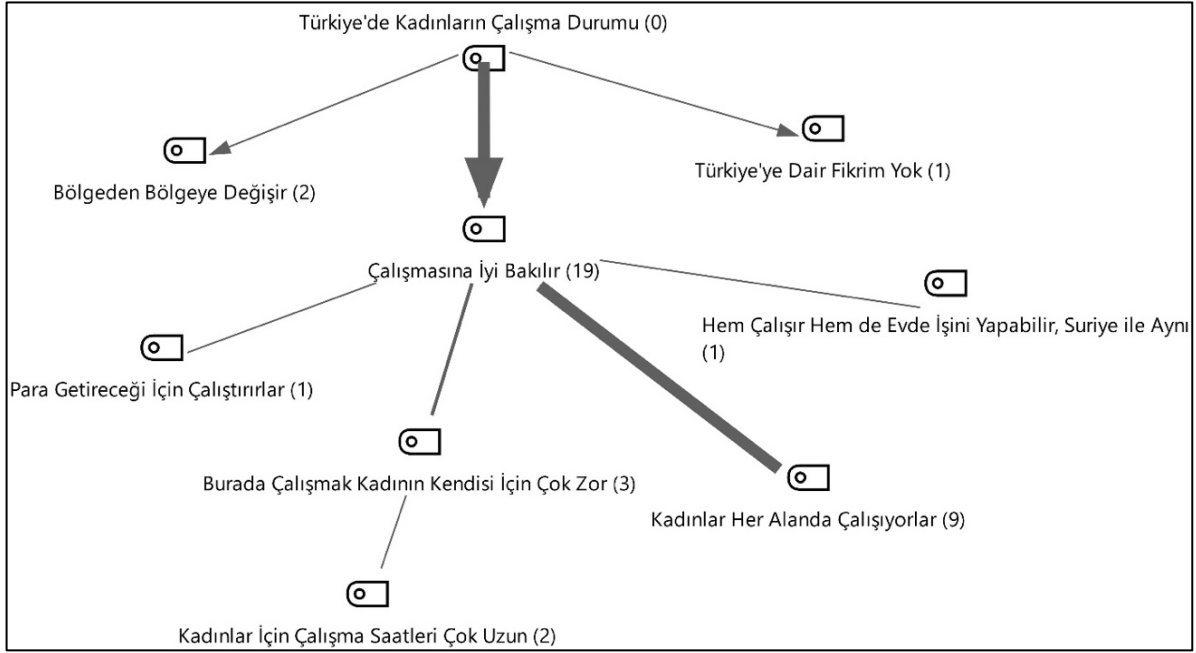 Türkiye'de Kadınların Çalışma Durumu (0)
Bölgeden Bölgeye Değişir (2)
Türkiye'ye Dair Fikrim Yok (1)
Çalışmasına İyi Bakılır (19)
Hem Çalışır Hem de Evde İşini Yapabilir, Suriye ile Aynı
(1)
Para Getireceği İçin Çalıştırırlar (1)
Burada Çalışmak Kadının Kendisi İçin Çok Zor (3)
Kadınlar Her Alanda Çalışıyorlar (9)
Kadınlar İçin Çalışma Saatleri Çok Uzun (2)